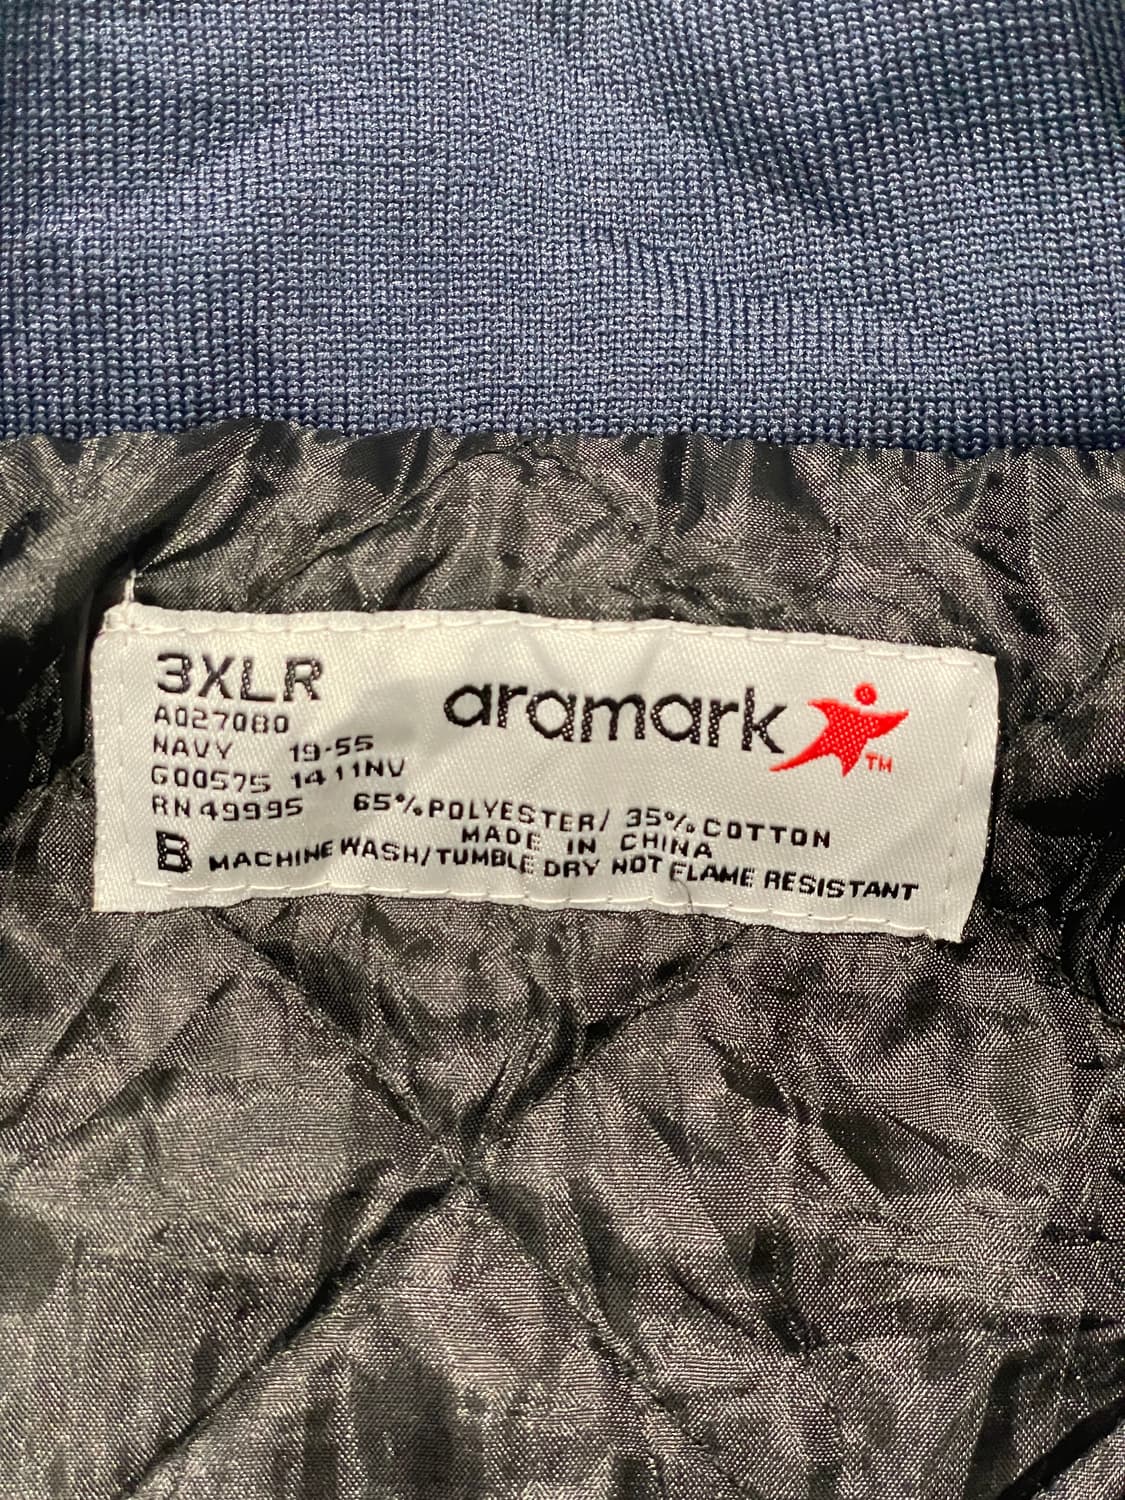 3XLR
aramark TM
A027080
NAVY 19-55
G00575 1411NV
RN49995 65% POLYESTER/ 35% COTTON
MADE IN CHINA
B MACHINE WASH/TUMBLE DRY NOT FLAME RESISTANT